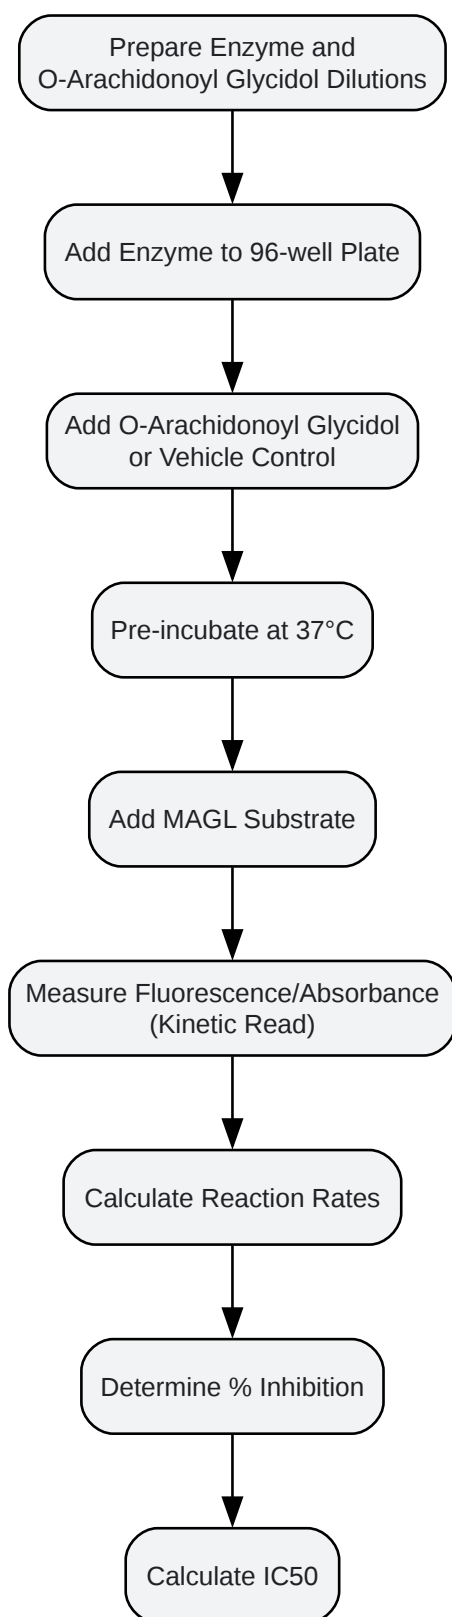 Prepare Enzyme and
O-Arachidonoyl Glycidol Dilutions
Add Enzyme to 96-well Plate
Add O-Arachidonoyl Glycidol
or Vehicle Control
Pre-incubate at 37°C
Add MAGL Substrate
Measure Fluorescence/Absorbance
(Kinetic Read)
Calculate Reaction Rates
Determine % Inhibition
Calculate IC50